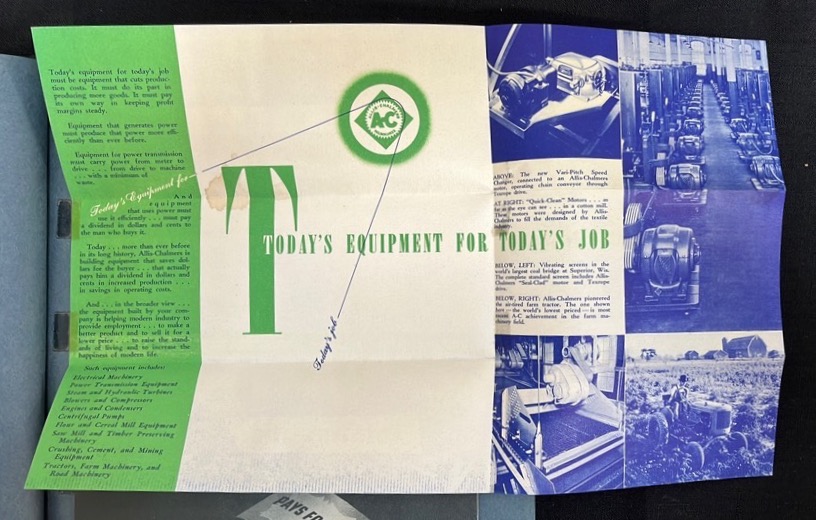 Today's equipment for today's job
must be equipment that cuts produc-
tion costs. It must do its part in
producing more goods. It must pay
its own way in keeping profit
margins steady.
Equipment that generates power
must produce that power more effi-
ciently than ever before.
Equipment for power transmission
must carry power from meter to
drive . . . from drive to machine
. . . with a minimum of
waste.
Today's Equipment for—
And
equipment
that uses power must
use it efficiently . . . must pay
a dividend in dollars and cents to
the man who buys it.
Today . . . more than ever before
in its long history, Allis-Chalmers is
building equipment that saves dol-
lars for the buyer . . . that actually
pays him a dividend in dollars and
cents in increased production . . .
in savings in operating costs.
And . . . in the broader view . . .
the equipment built by your com-
pany is helping modern industry to
provide employment . . . to make a
better product and to sell it for a
lower price . . . to raise the stand-
ards of living and to increase the
happiness of modern life.
Such equipment includes:
Electrical Machinery
Power Transmission Equipment
Steam and Hydraulic Turbines
Blowers and Compressors
Engines and Condensers
Centrifugal Pumps
Flour and Cereal Mill Equipment
Saw Mill and Timber Preserving
Machinery
Crushing, Cement, and Mining
Equipment
Tractors, Farm Machinery, and
Road Machinery
ALLIS-CHALMERS
A-C
TODAY'S EQUIPMENT FOR TODAY'S JOB
Today's job—
ABOVE: The new Vari-Pitch Speed
Changer, connected to an Allis-Chalmers
motor, operating chain conveyor through
Texrope drive.
AT RIGHT: "Quick-Clean" Motors . . . as
far as the eye can see . . . in a cotton mill.
These motors were designed by Allis-
Chalmers to fill the demands of the textile
industry.
BELOW, LEFT: Vibrating screens in the
world's largest coal bridge at Superior, Wis.
The complete standard screen includes Allis-
Chalmers "Seal-Clad" motor and Texrope
drive.
BELOW, RIGHT: Allis-Chalmers pioneered
the air-tired farm tractor. The one shown
here—the world's lowest priced—is most
recent A-C achievement in the farm ma-
chinery field.
PAYS FO